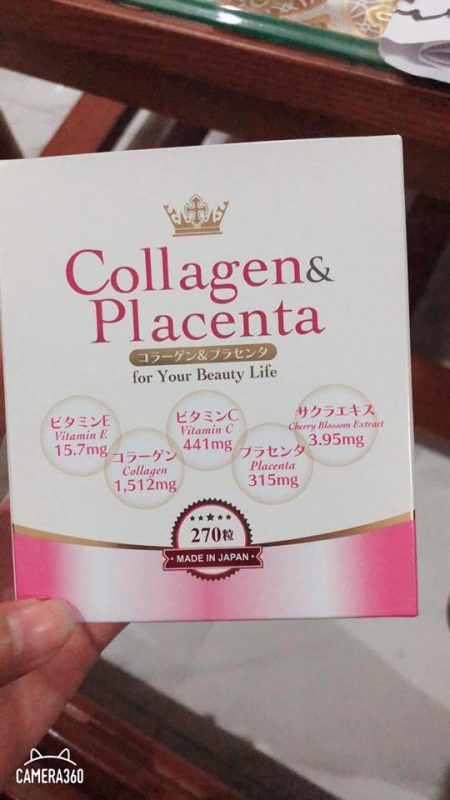 Collagen&
Placenta
コラーゲン&プラセンタ
for Your Beauty Life
ビタミンE
Vitamin E
15.7mg
コラーゲン
Collagen
1,512mg
ビタミンC
Vitamin C
441mg
プラセンタ
Placenta
315mg
サクラエキス
Cherry Blossom Extract
3.95mg
270粒
MADE IN JAPAN
CAMERA360